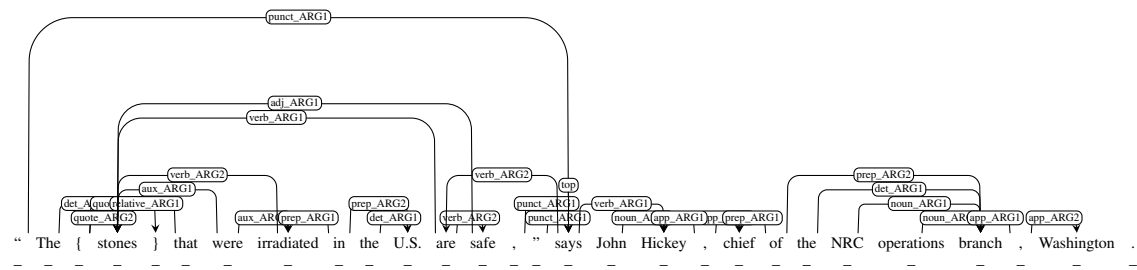 punct_ARG1
adj_ARG1
verb_ARG1
verb_ARG2 verb_ARG2 prep_ARG2
top
aux_ARG1 det_ARG1
relative_ARG1 prep_ARG2 punct_ARG1 verb_ARG1 noun_ARG1
quote_ARG2 prep_ARG1 det_ARG1 verb_ARG2 punct_ARG1 app_ARG1 prep_ARG1 app_ARG1 app_ARG2
“ The { stones } that were irradiated in the U.S. are safe , ” says John Hickey , chief of the NRC operations branch , Washington .